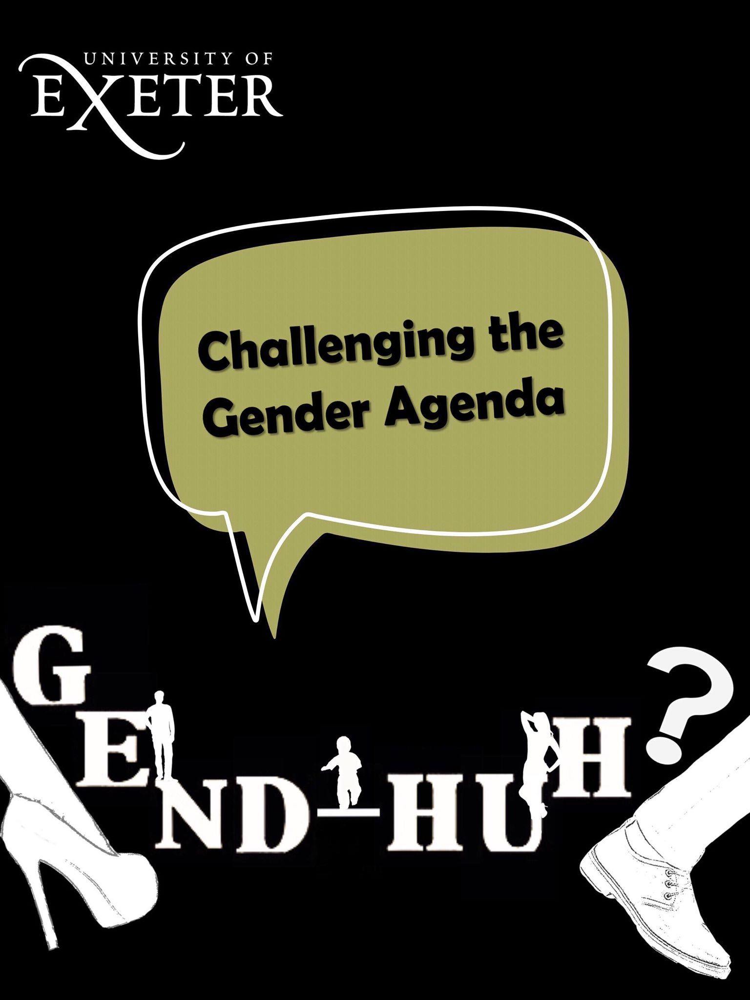 UNIVERSITY OF
EXETER
Challenging the
Gender Agenda
GEND-HUH?